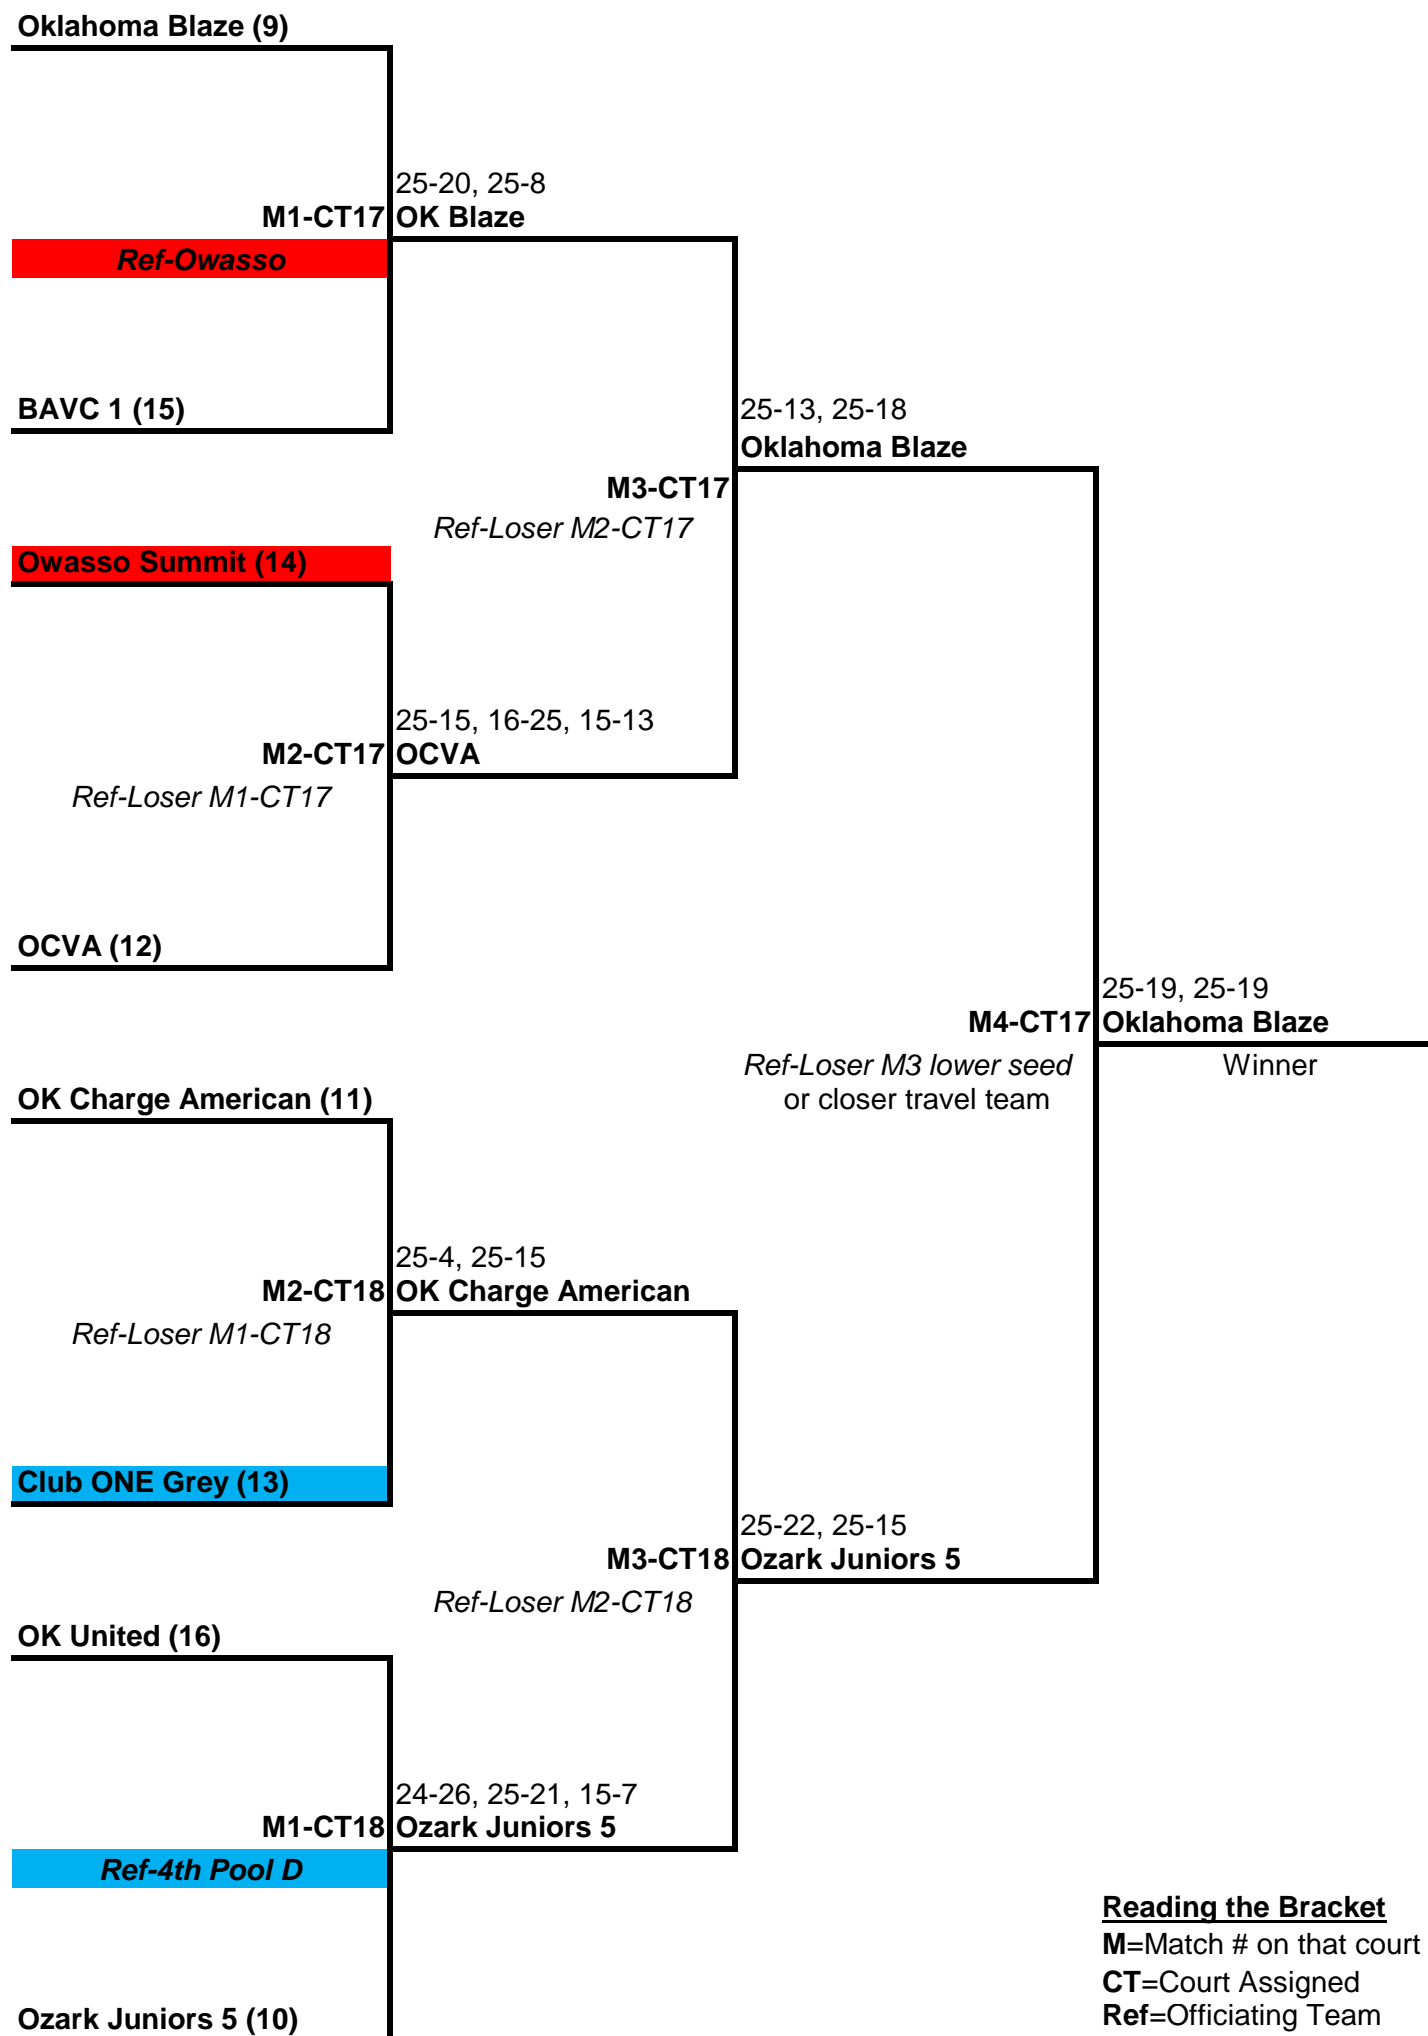 Oklahoma Blaze (9)
25-20, 25-8
M1-CT17 OK Blaze
Ref-Owasso
BAVC 1 (15)
25-13, 25-18
Oklahoma Blaze
M3-CT17
Ref-Loser M2-CT17
Owasso Summit (14)
25-15, 16-25, 15-13
M2-CT17 OCVA
Ref-Loser M1-CT17
OCVA (12)
25-19, 25-19
M4-CT17 Oklahoma Blaze
Ref-Loser M3 lower seed
or closer travel team
Winner
OK Charge American (11)
25-4, 25-15
M2-CT18 OK Charge American
Ref-Loser M1-CT18
Club ONE Grey (13)
25-22, 25-15
M3-CT18 Ozark Juniors 5
Ref-Loser M2-CT18
OK United (16)
24-26, 25-21, 15-7
M1-CT18 Ozark Juniors 5
Ref-4th Pool D
Ozark Juniors 5 (10)
Reading the Bracket
M=Match # on that court
CT=Court Assigned
Ref=Officiating Team